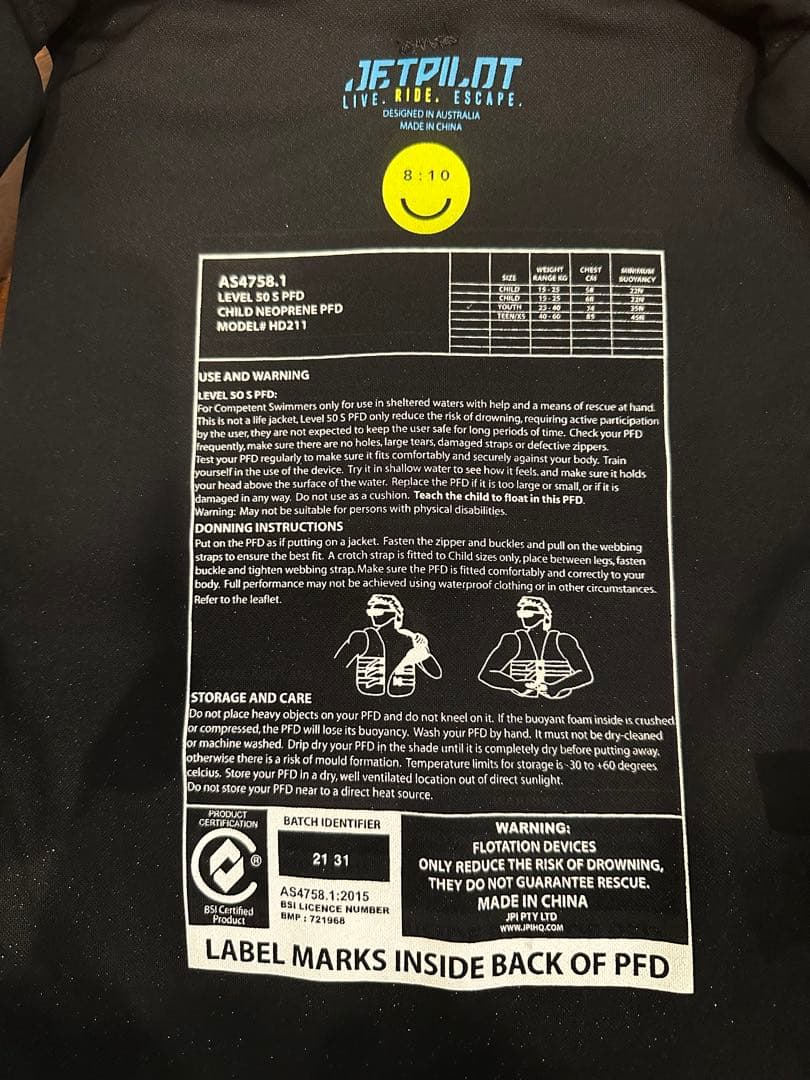 JETPILOT
LIVE. RIDE. ESCAPE.
DESIGNED IN AUSTRALIA
MADE IN CHINA
8:10
AS4758.1
LEVEL 50 S PFD
CHILD NEOPRENE PFD
MODEL# HD211
SIZE WEIGHT RANGE KG CHEST CM MINIMUM BUOYANCY
CHILD 15 - 25 58 22N
CHILD 15 - 25 68 22N
✓ YOUTH 25 - 40 74 35N
TEEN/XS 40 - 60 85 45N
USE AND WARNING
LEVEL 50 S PFD:
For Competent Swimmers only for use in sheltered waters with help and a means of rescue at hand.
This is not a life jacket, Level 50 S PFD only reduce the risk of drowning, requiring active participation
by the user, they are not expected to keep the user safe for long periods of time. Check your PFD
frequently, make sure there are no holes, large tears, damaged straps or defective zippers.
Test your PFD regularly to make sure it fits comfortably and securely against your body. Train
yourself in the use of the device. Try it in shallow water to see how it feels, and make sure it holds
your head above the surface of the water. Replace the PFD if it is too large or small, or if it is
damaged in any way. Do not use as a cushion. Teach the child to float in this PFD.
Warning: May not be suitable for persons with physical disabilities.
DONNING INSTRUCTIONS
Put on the PFD as if putting on a jacket. Fasten the zipper and buckles and pull on the webbing
straps to ensure the best fit. A crotch strap is fitted to Child sizes only, place between legs, fasten
buckle and tighten webbing strap. Make sure the PFD is fitted comfortably and correctly to your
body. Full performance may not be achieved using waterproof clothing or in other circumstances.
Refer to the leaflet.
STORAGE AND CARE
Do not place heavy objects on your PFD and do not kneel on it. If the buoyant foam inside is crushed
or compressed, the PFD will lose its buoyancy. Wash your PFD by hand. It must not be dry-cleaned
or machine washed. Drip dry your PFD in the shade until it is completely dry before putting away,
otherwise there is a risk of mould formation. Temperature limits for storage is -30 to +60 degrees
celcius. Store your PFD in a dry, well ventilated location out of direct sunlight.
Do not store your PFD near to a direct heat source.
PRODUCT
CERTIFICATION
®
BSI Certified
Product
BATCH IDENTIFIER
21 31
AS4758.1:2015
BSI LICENCE NUMBER
BMP : 721968
WARNING:
FLOTATION DEVICES
ONLY REDUCE THE RISK OF DROWNING,
THEY DO NOT GUARANTEE RESCUE.
MADE IN CHINA
JPI PTY LTD
WWW.JPIHQ.COM
LABEL MARKS INSIDE BACK OF PFD